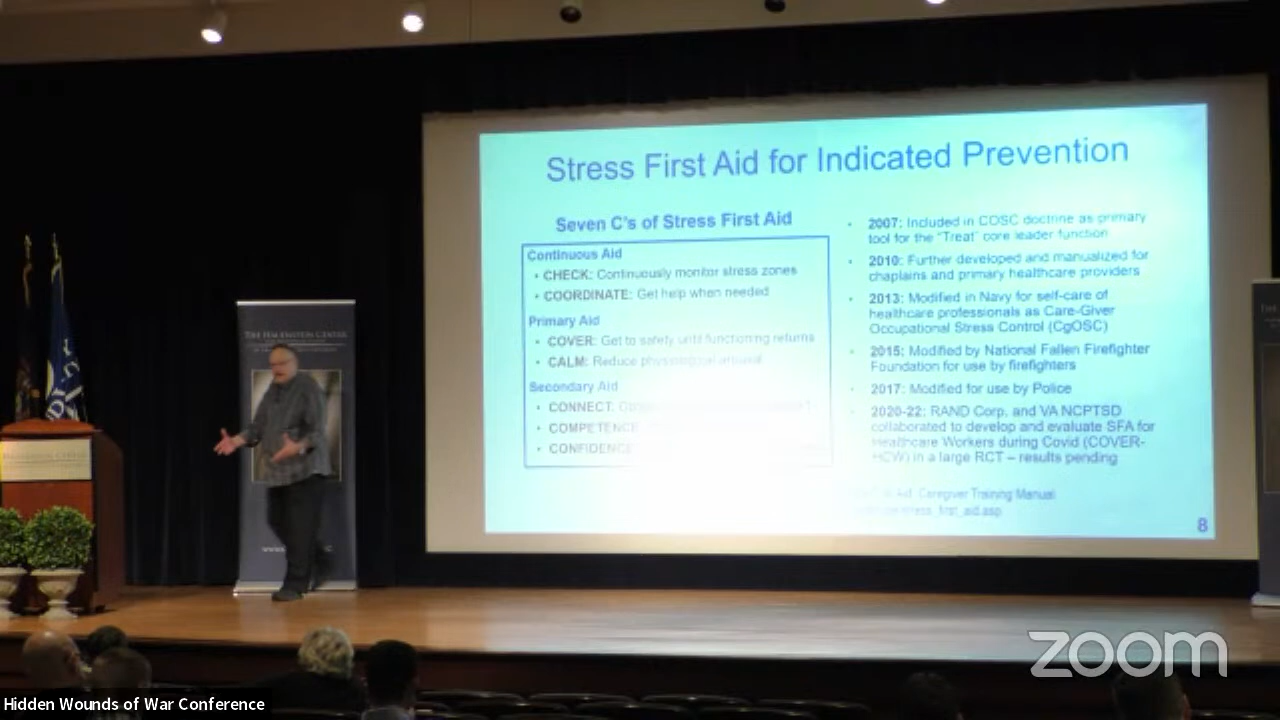 Stress First Aid for Indicated Prevention
Seven C's of Stress First Aid
Continuous Aid
• CHECK: Continuously monitor stress zones
• COORDINATE: Get help when needed
Primary Aid
• COVER: Get to safety until functioning returns
• CALM: Reduce physiological arousal
Secondary Aid
• CONNECT:
• COMPETENCE
• CONFIDENCE
• 2007: Included in COSC doctrine as primary
tool for the "Treat" core leader function
• 2010: Further developed and manualized for
chaplains and primary healthcare providers
• 2013: Modified in Navy for self-care of
healthcare professionals as Care-Giver
Occupational Stress Control (CgOSC)
• 2015: Modified by National Fallen Firefighter
Foundation for use by firefighters
• 2017: Modified for use by Police
• 2020-22: RAND Corp. and VA NCPTSD
collaborated to develop and evaluate SFA for
Healthcare Workers during Covid (COVER-
HCW) in a large RCT – results pending
Aid: Caregiver Training Manual
first_aid.asp
8
THE HAUENSTEIN CENTER
zoom
Hidden Wounds of War Conference